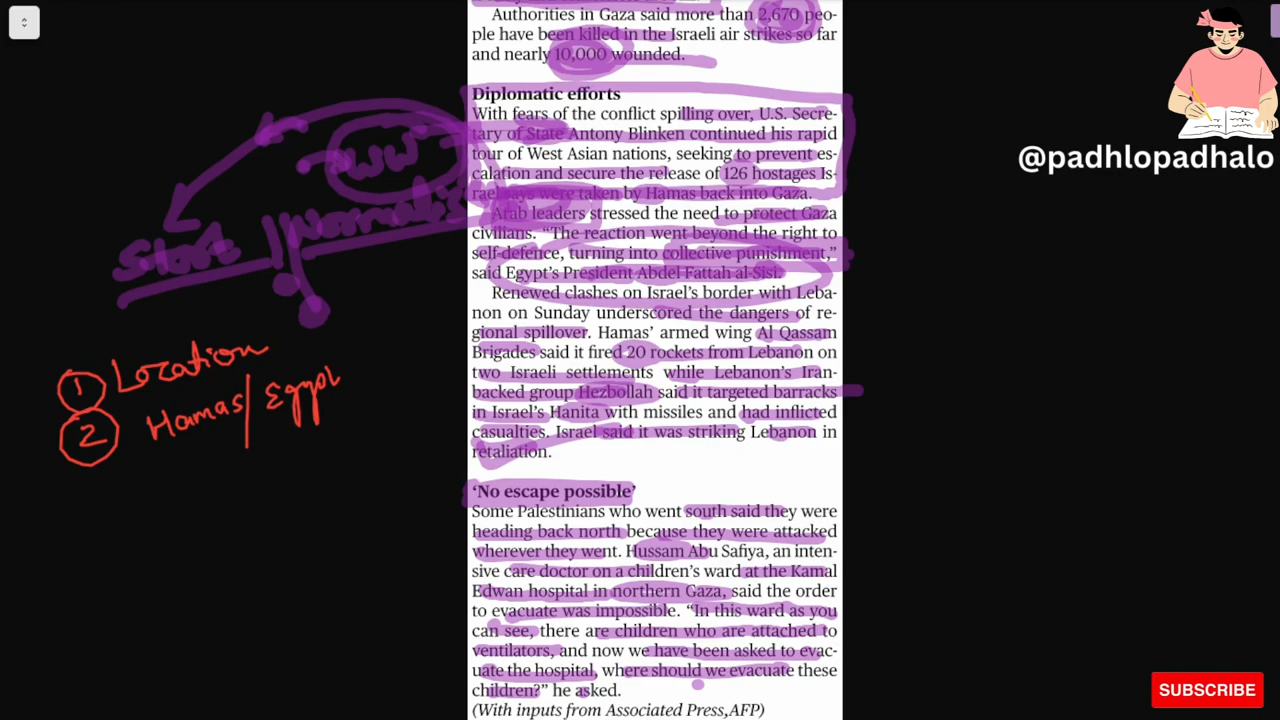 Authorities in Gaza said more than 2,670 peo-
ple have been killed in the Israeli air strikes so far
and nearly 10,000 wounded.
Diplomatic efforts
With fears of the conflict spilling over, U.S. Secre-
tary of State Antony Blinken continued his rapid
tour of West Asian nations, seeking to prevent es-
calation and secure the release of 126 hostages Is-
rael says were taken by Hamas back into Gaza.
Arab leaders stressed the need to protect Gaza
civilians. “The reaction went beyond the right to
self-defence, turning into collective punishment,”
said Egypt’s President Abdel Fattah al-Sisi.
Renewed clashes on Israel’s border with Leba-
non on Sunday underscored the dangers of re-
gional spillover. Hamas’ armed wing Al Qassam
Brigades said it fired 20 rockets from Lebanon on
two Israeli settlements while Lebanon’s Iran-
backed group Hezbollah said it targeted barracks
in Israel’s Hanita with missiles and had inflicted
casualties. Israel said it was striking Lebanon in
retaliation.
‘No escape possible’
Some Palestinians who went south said they were
heading back north because they were attacked
wherever they went. Hussam Abu Safiya, an inten-
sive care doctor on a children’s ward at the Kamal
Edwan hospital in northern Gaza, said the order
to evacuate was impossible. “In this ward as you
can see, there are children who are attached to
ventilators, and now we have been asked to evac-
uate the hospital, where should we evacuate these
children?” he asked.
(With inputs from Associated Press,AFP)
1 Location
2 Hamas/Egypt
@padhlopadhalo
SUBSCRIBE